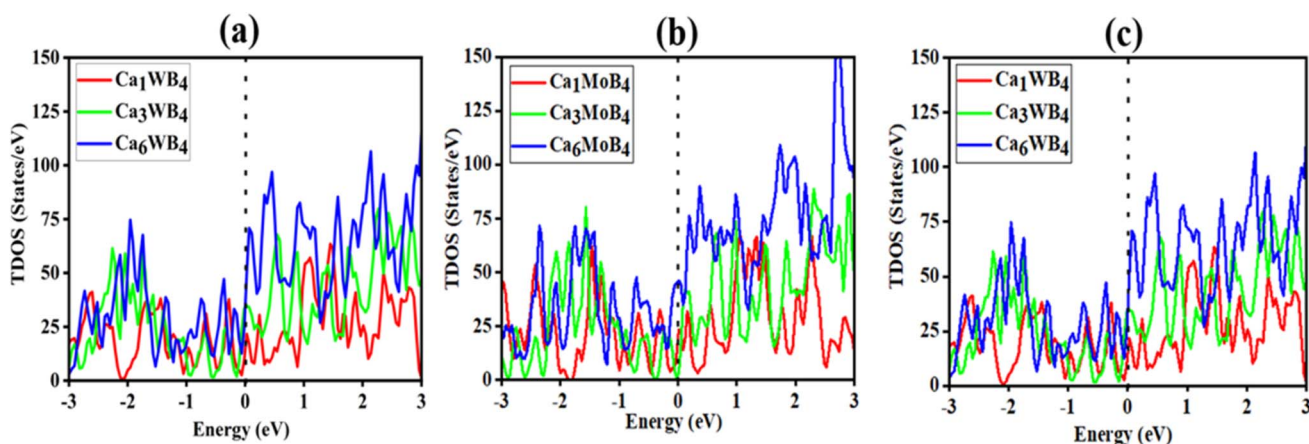 (a)
150
125
100
75
50
25
0
TDOS (States/eV)
Ca1WB4
Ca3WB4
Ca6WB4
-3 -2 -1 0 1 2 3
Energy (eV)
(b)
150
125
100
75
50
25
0
TDOS (States/eV)
Ca1MoB4
Ca3MoB4
Ca6MoB4
-3 -2 -1 0 1 2 3
Energy (eV)
(c)
150
125
100
75
50
25
0
TDOS (States/eV)
Ca1WB4
Ca3WB4
Ca6WB4
-3 -2 -1 0 1 2 3
Energy (eV)